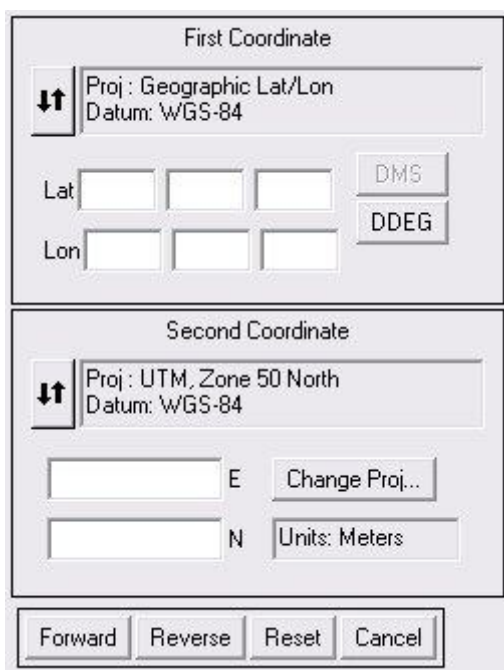 First Coordinate
Proj : Geographic Lat/Lon
Datum: WGS-84
Lat
DMS
DDEG
Lon
Second Coordinate
Proj : UTM, Zone 50 North
Datum: WGS-84
E
Change Proj...
N
Units: Meters
Forward
Reverse
Reset
Cancel